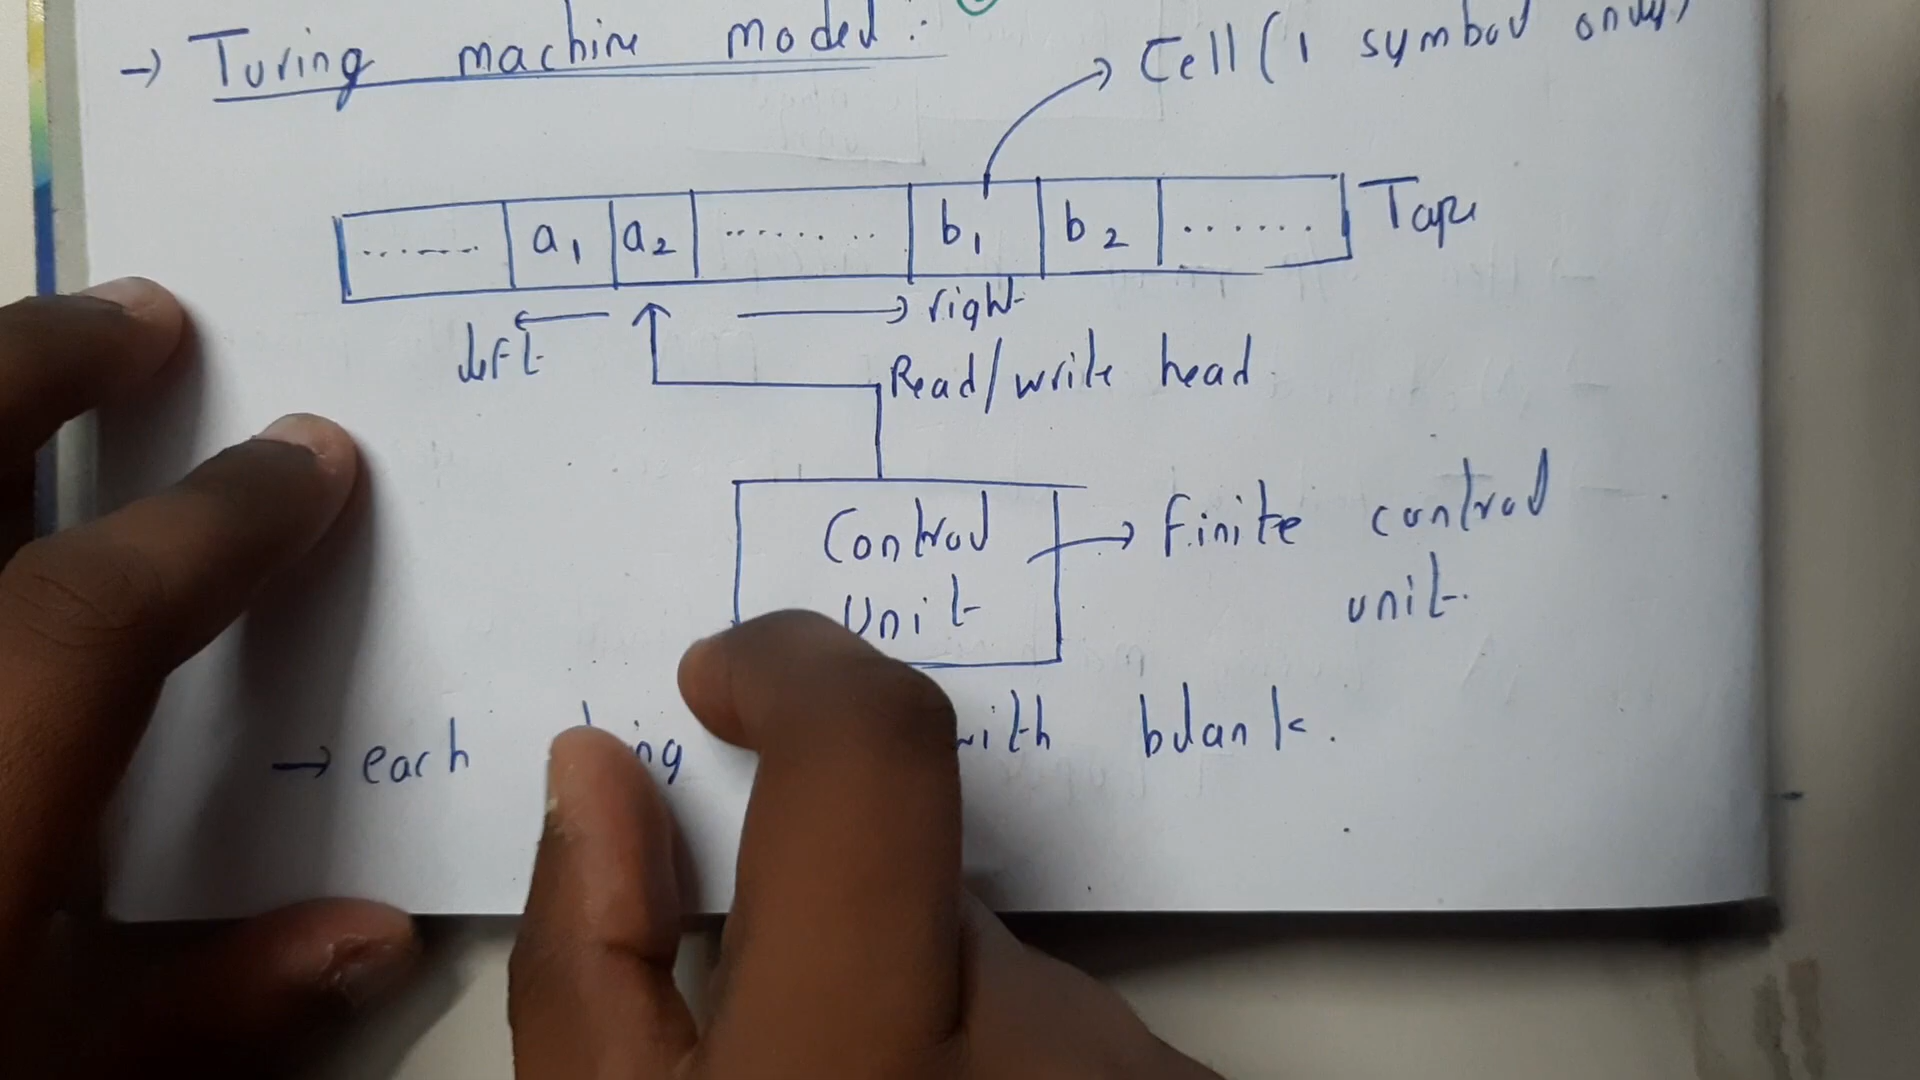 → Turing machine model :
→ Cell ( 1 symbol only )
....... a1 a2 ........ b1 b2 ....... Tape
left ← → right
Read/write head
Control Unit → Finite control unit.
→ each with blank.